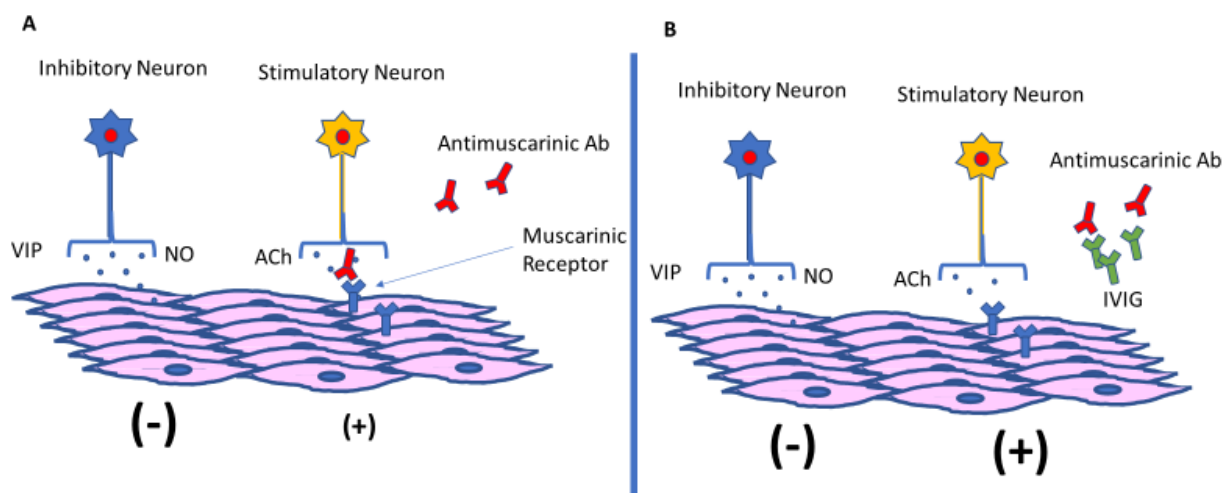 A
Inhibitory Neuron
Stimulatory Neuron
Antimuscarinic Ab
VIP
NO
ACh
Muscarinic
Receptor
(-)
(+)
B
Inhibitory Neuron
Stimulatory Neuron
Antimuscarinic Ab
VIP
NO
ACh
IVIG
(-)
(+)